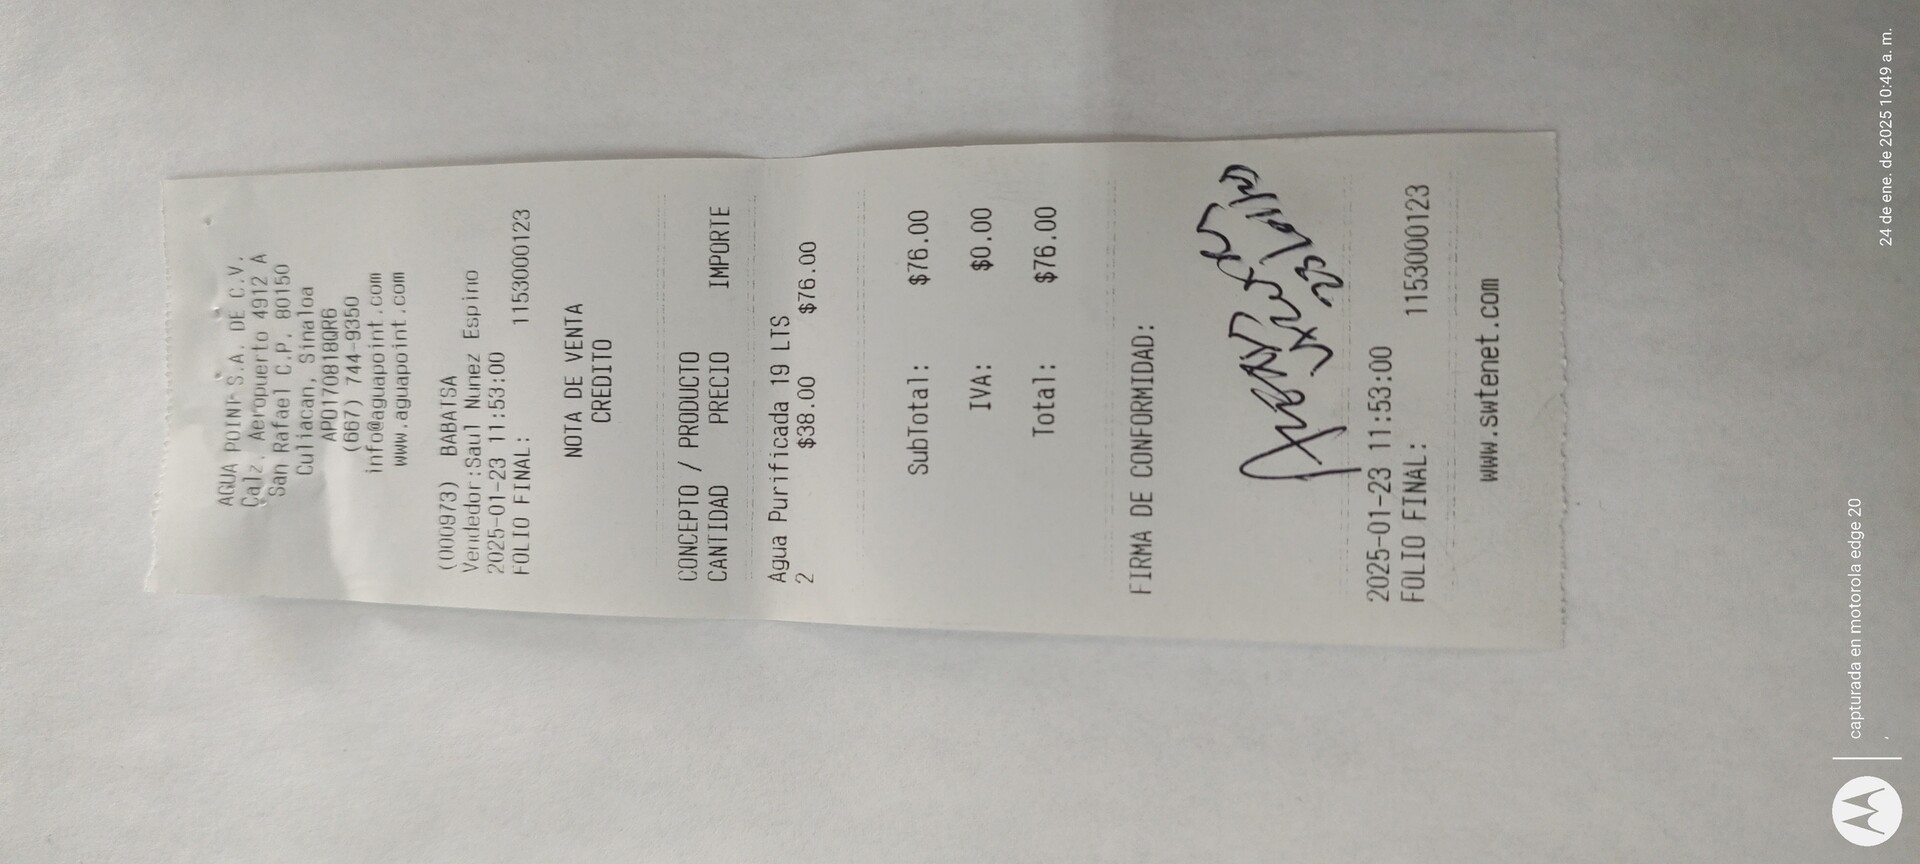 AGUA POINT S.A. DE C.V.
Calz. Aeropuerto 4912 A
San Rafael C.P. 80150
Culiacan, Sinaloa
APO170818QR6
(667) 744-9350
info@aguapoint.com
www.aguapoint.com
(000973) BABATSA
Vendedor:Saul Nunez Espino
2025-01-23 11:53:00
FOLIO FINAL: 1153000123
NOTA DE VENTA
CREDITO
CONCEPTO / PRODUCTO
CANTIDAD PRECIO IMPORTE
Agua Purificada 19 LTS
2 $38.00 $76.00
SubTotal: $76.00
IVA: $0.00
Total: $76.00
FIRMA DE CONFORMIDAD:
2025-01-23 11:53:00
FOLIO FINAL: 1153000123
www.swtenet.com
capturada en motorola edge 20
24 de ene. de 2025 10:49 a. m.